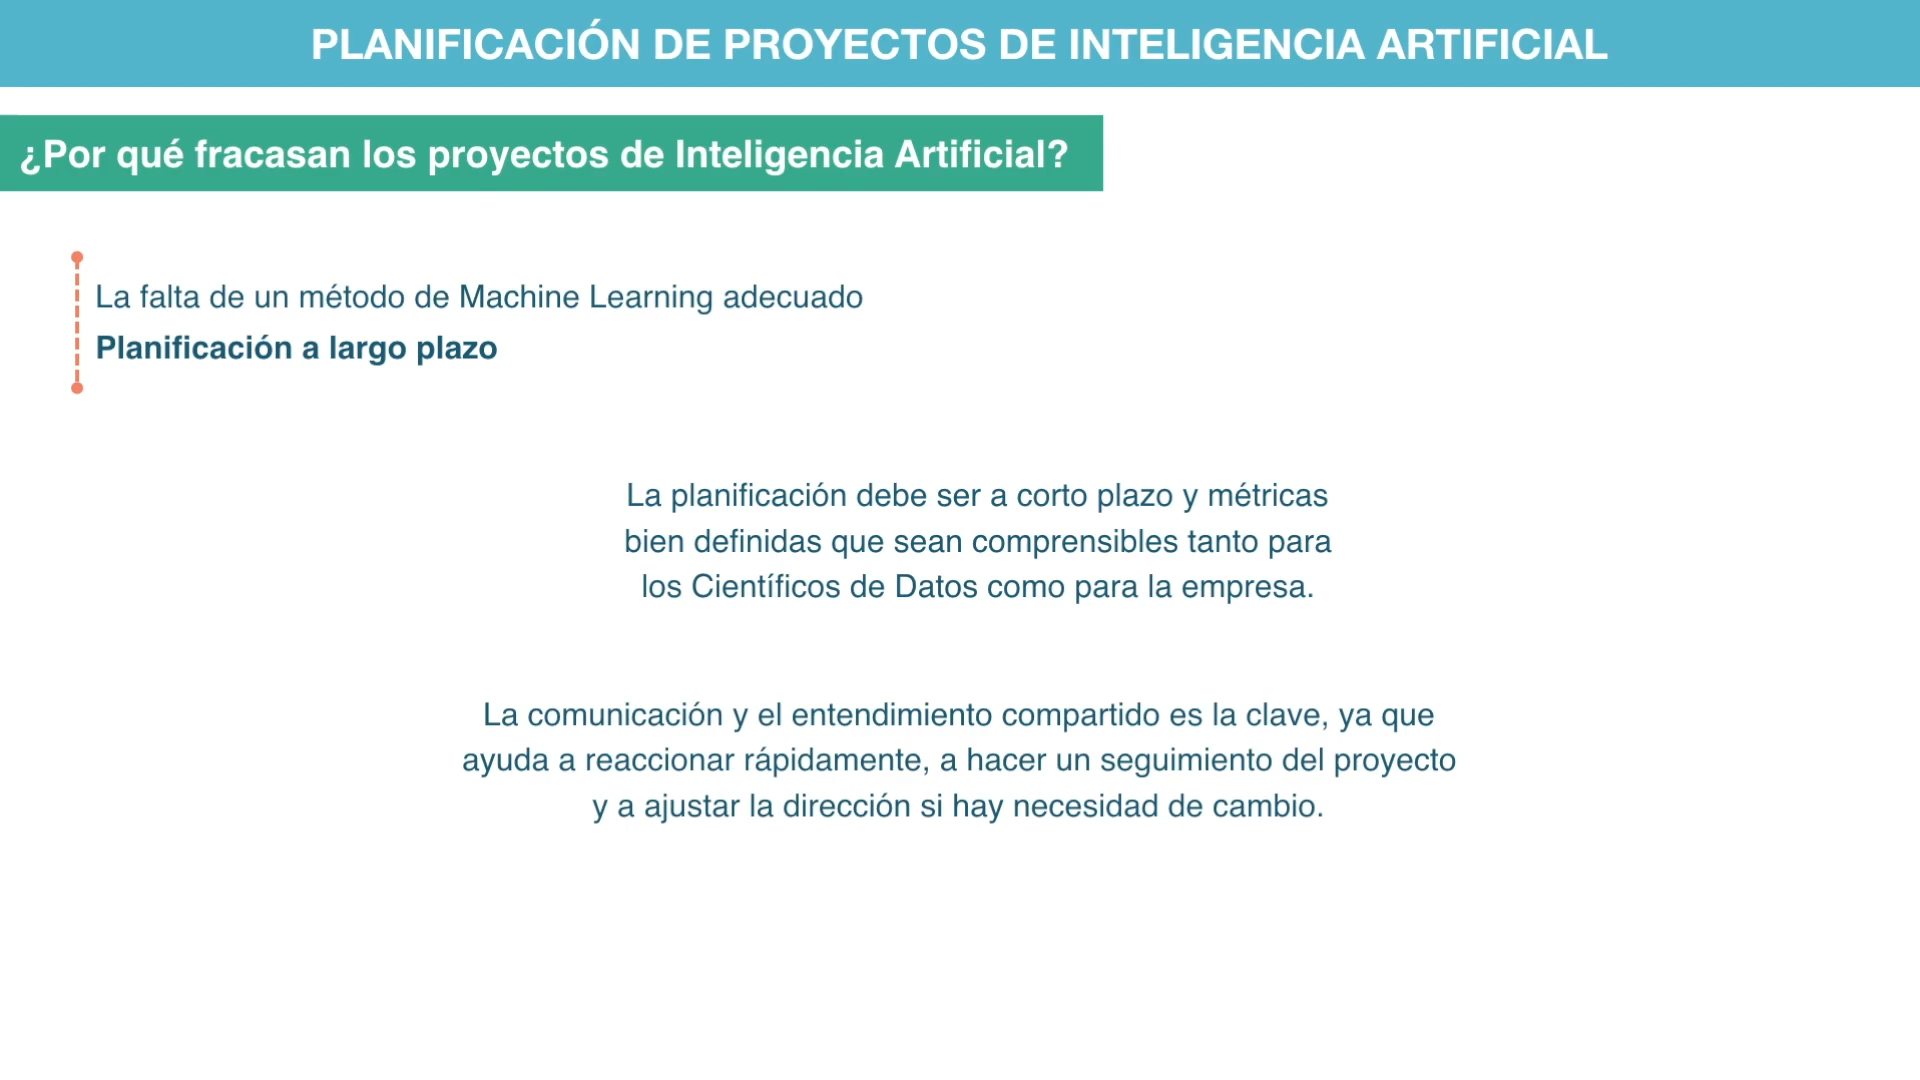 PLANIFICACIÓN DE PROYECTOS DE INTELIGENCIA ARTIFICIAL
¿Por qué fracasan los proyectos de Inteligencia Artificial?
La falta de un método de Machine Learning adecuado
Planificación a largo plazo
La planificación debe ser a corto plazo y métricas
bien definidas que sean comprensibles tanto para
los Científicos de Datos como para la empresa.
La comunicación y el entendimiento compartido es la clave, ya que
ayuda a reaccionar rápidamente, a hacer un seguimiento del proyecto
y a ajustar la dirección si hay necesidad de cambio.